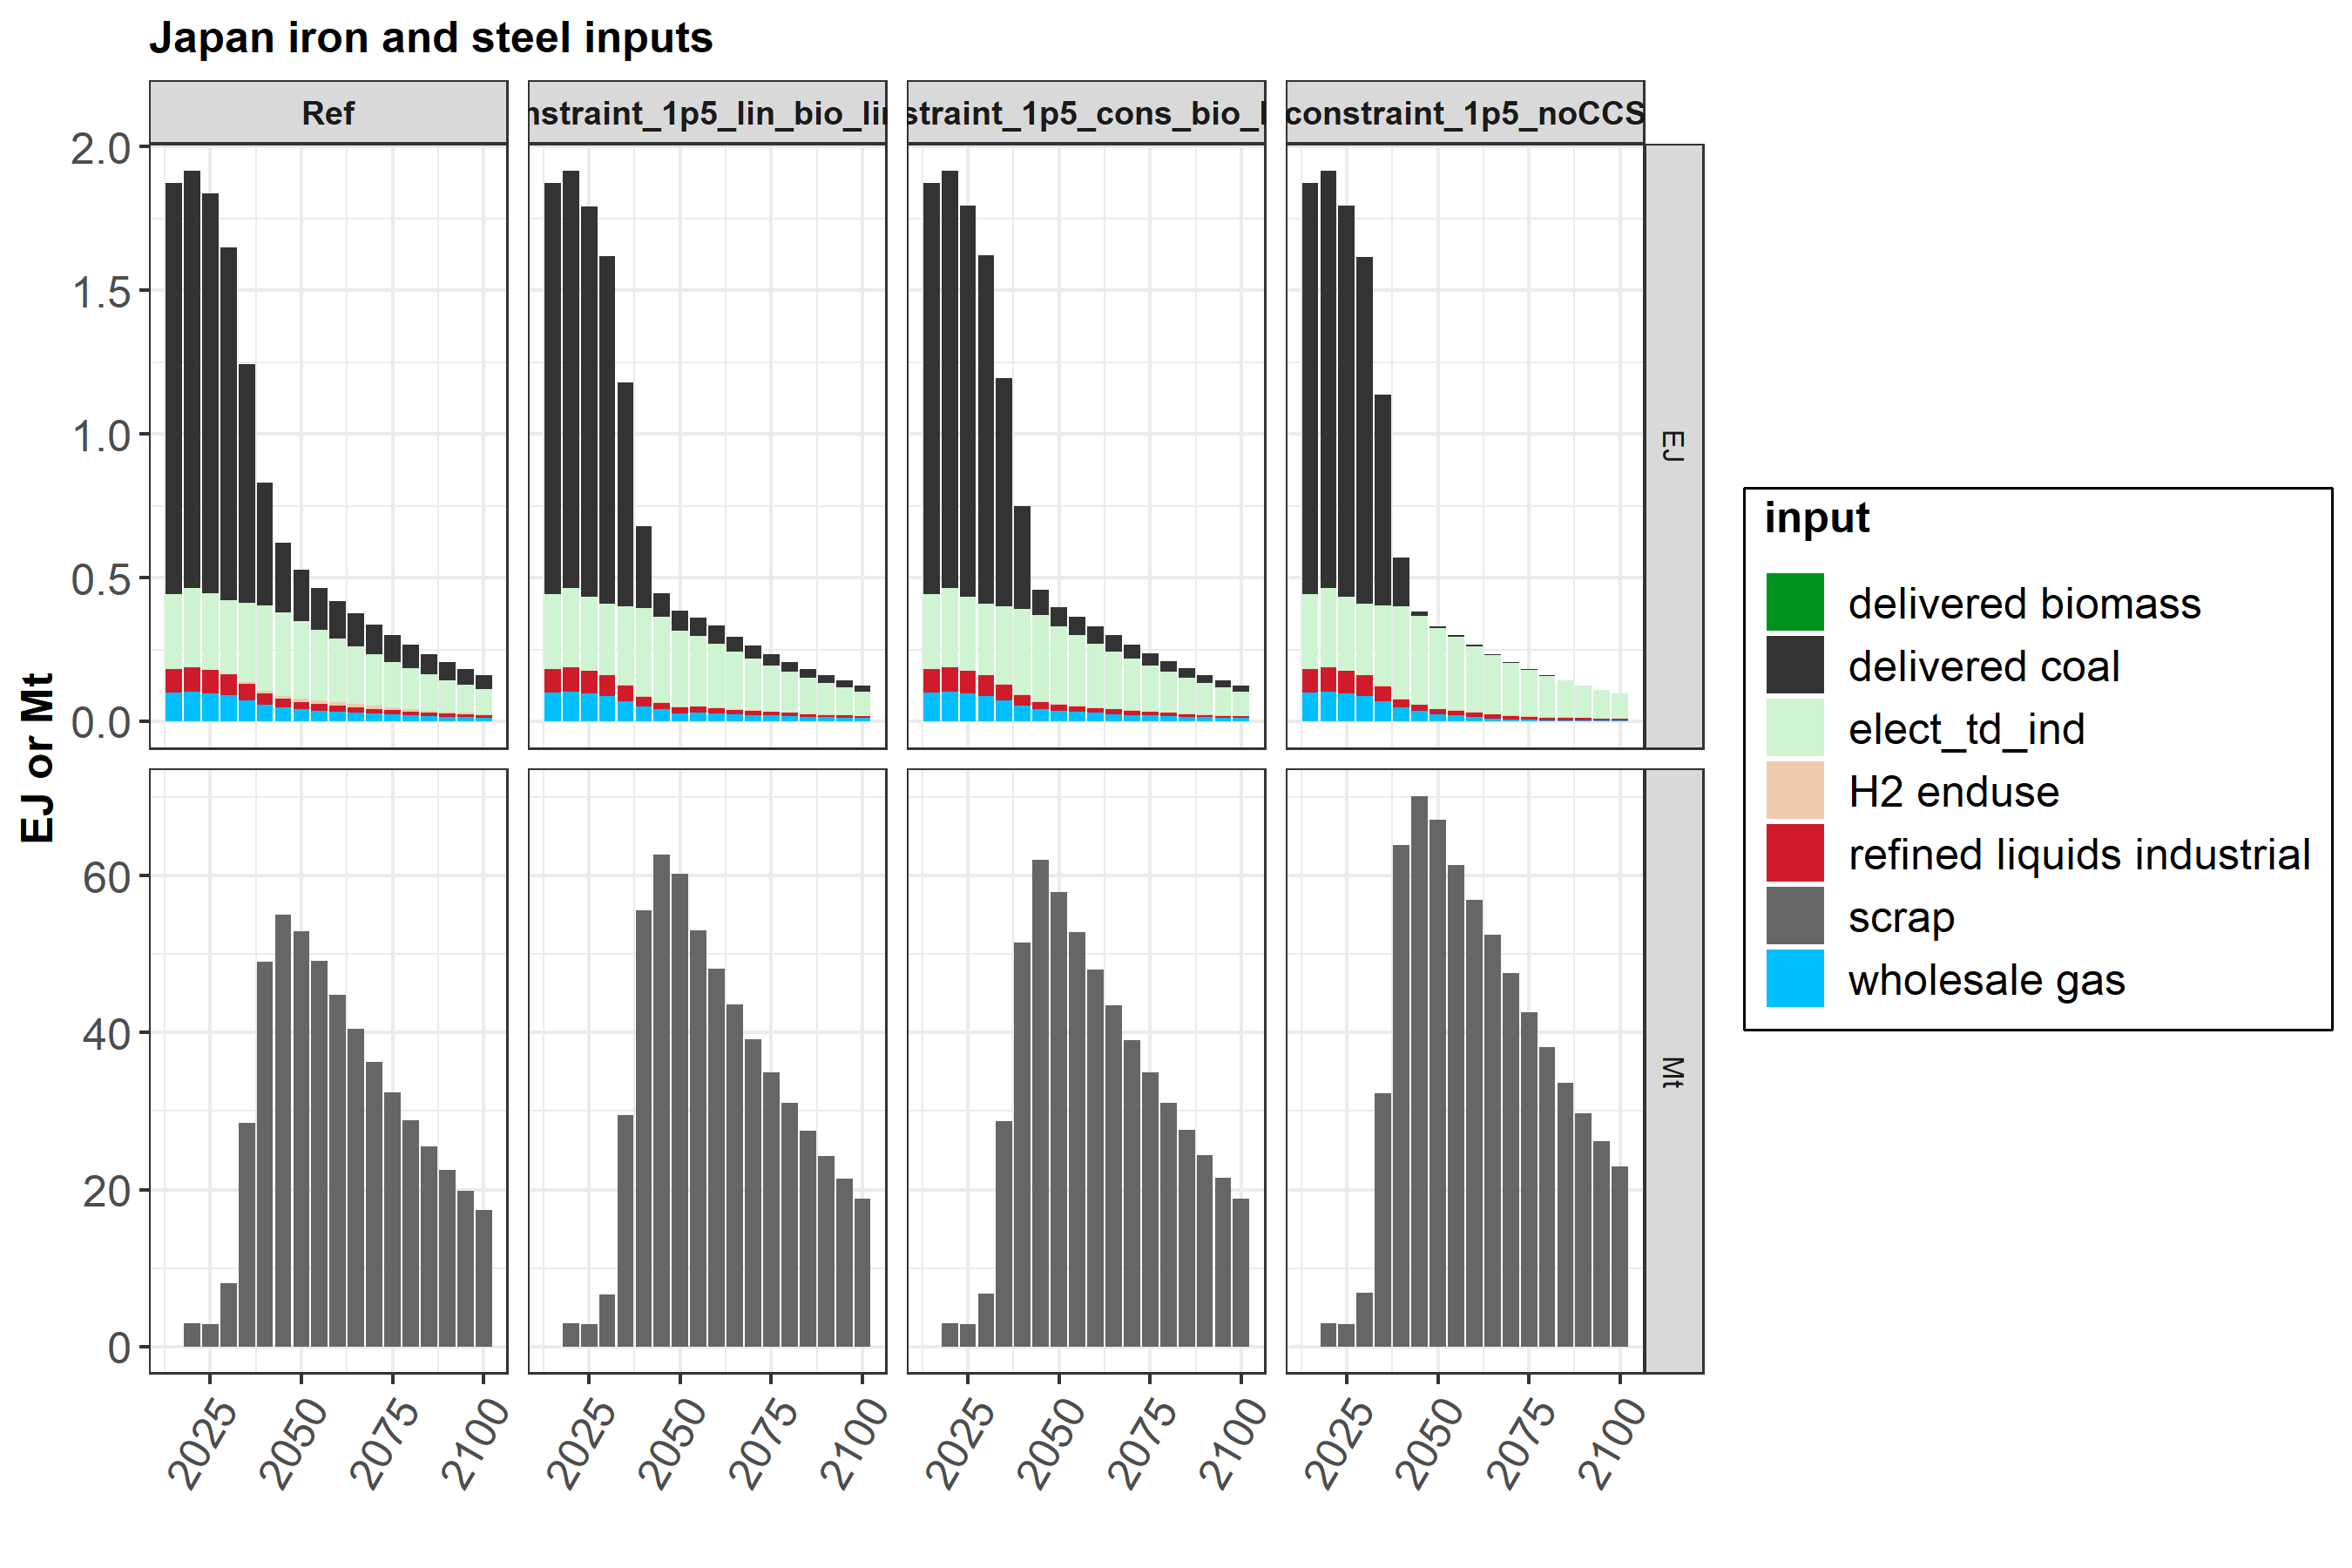 Japan iron and steel inputs
Ref
nstraint_1p5_lin_bio_lin
straint_1p5_cons_bio_l
constraint_1p5_noCCS
2.0
1.5
1.0
0.5
0.0
EJ
EJ or Mt
60
40
20
0
Mt
2025 2050 2075 2100
2025 2050 2075 2100
2025 2050 2075 2100
2025 2050 2075 2100
input
delivered biomass
delivered coal
elect_td_ind
H2 enduse
refined liquids industrial
scrap
wholesale gas